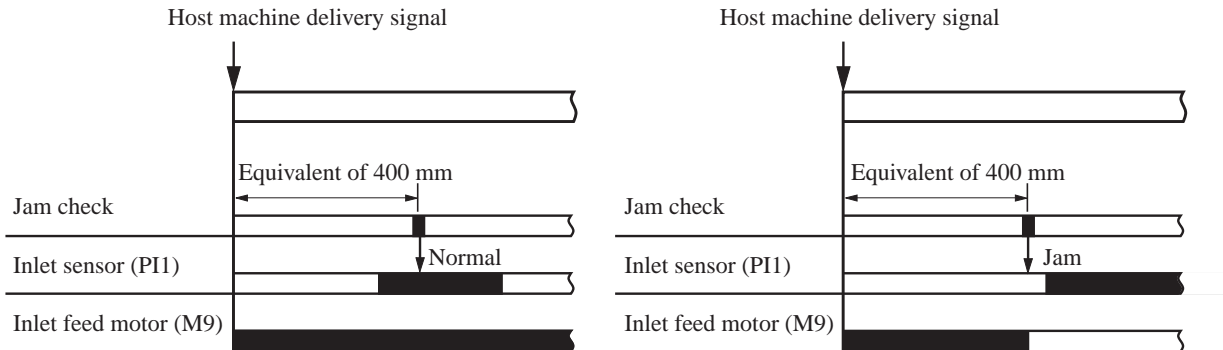 Host machine delivery signal
Equivalent of 400 mm
Jam check
Normal
Inlet sensor (PI1)
Inlet feed motor (M9)
Host machine delivery signal
Equivalent of 400 mm
Jam check
Jam
Inlet sensor (PI1)
Inlet feed motor (M9)